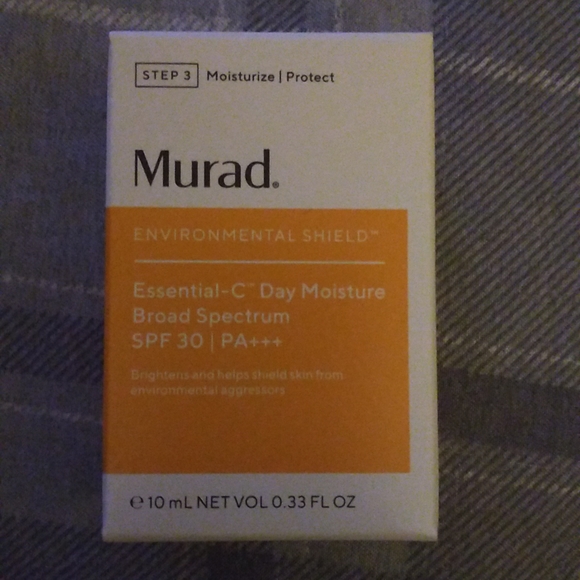 STEP 3 Moisturize | Protect
Murad.®
ENVIRONMENTAL SHIELD™
Essential-C™ Day Moisture
Broad Spectrum
SPF 30 | PA+++
Brightens and helps shield skin from
environmental aggressors
℮ 10 mL NET VOL 0.33 FL OZ